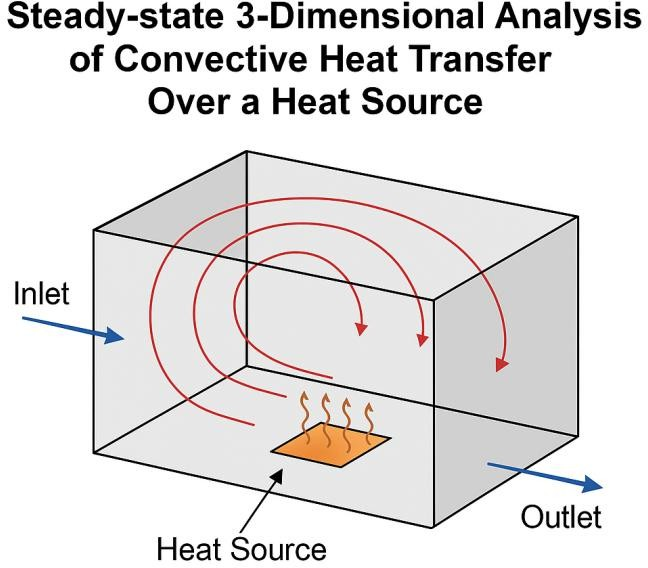 Steady-state 3-Dimensional Analysis
of Convective Heat Transfer
Over a Heat Source
Inlet
Outlet
Heat Source